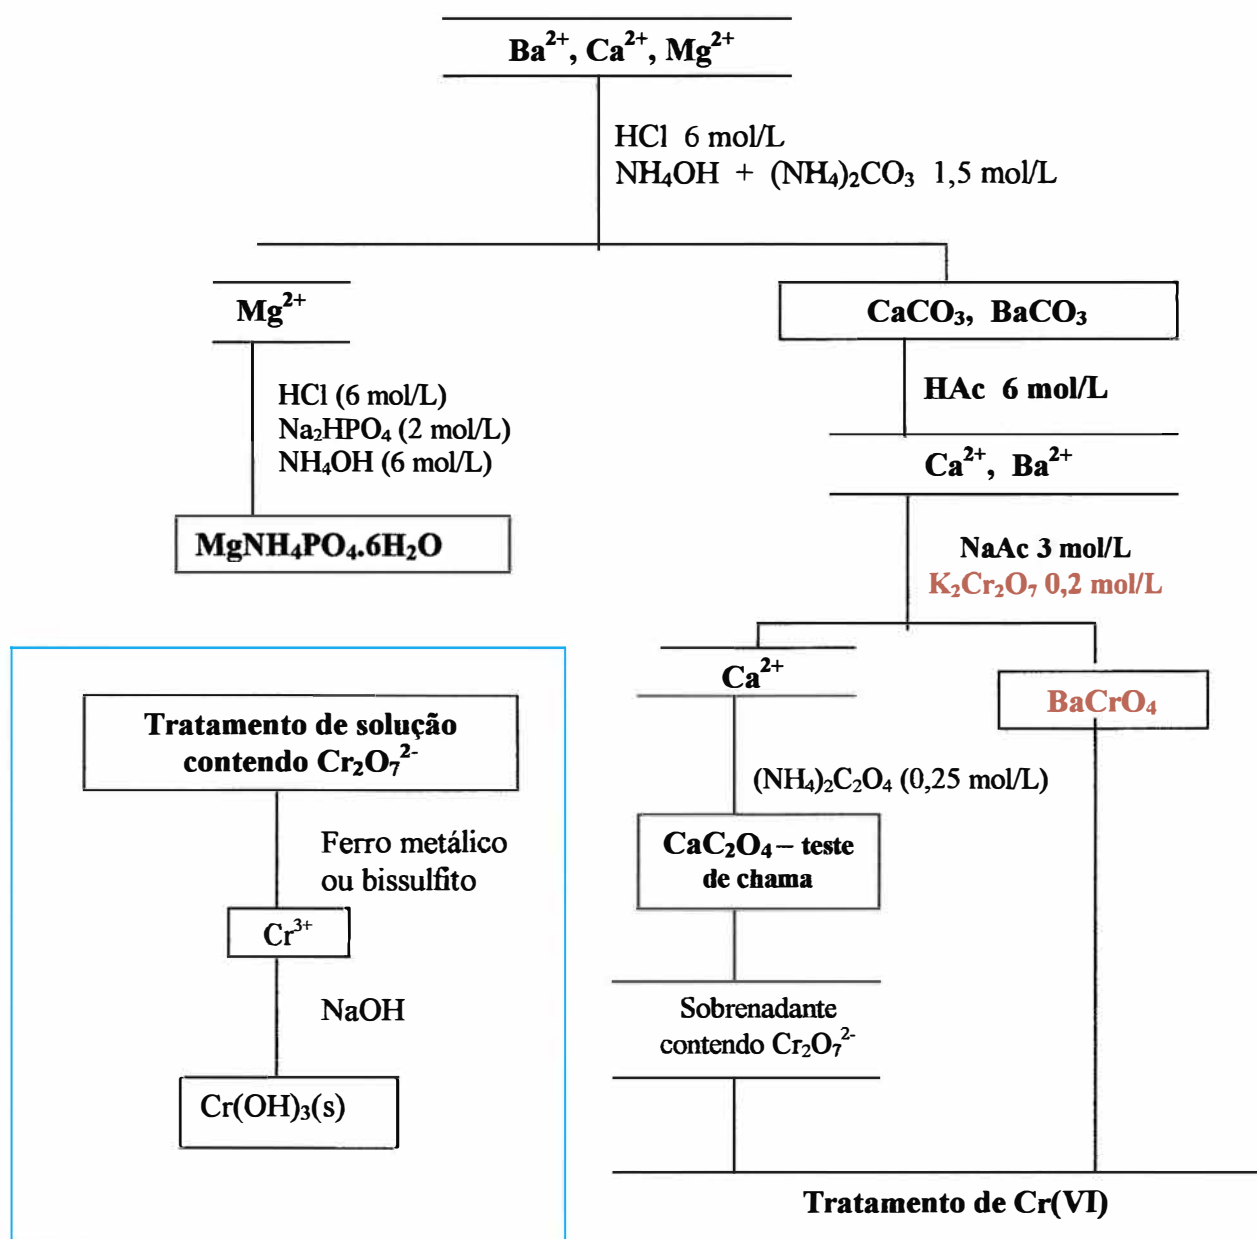 Ba²⁺, Ca²⁺, Mg²⁺
HCl 6 mol/L
NH₄OH + (NH₄)₂CO₃ 1,5 mol/L
Mg²⁺
HCl (6 mol/L)
Na₂HPO₄ (2 mol/L)
NH₄OH (6 mol/L)
MgNH₄PO₄.6H₂O
CaCO₃, BaCO₃
HAc 6 mol/L
Ca²⁺, Ba²⁺
NaAc 3 mol/L
K₂Cr₂O₇ 0,2 mol/L
Ca²⁺
BaCrO₄
(NH₄)₂C₂O₄ (0,25 mol/L)
CaC₂O₄ – teste
de chama
Sobrenadante
contendo Cr₂O₇²⁻
Tratamento de Cr(VI)
Tratamento de solução
contendo Cr₂O₇²⁻
Ferro metálico
ou bissulfito
Cr³⁺
NaOH
Cr(OH)₃(s)